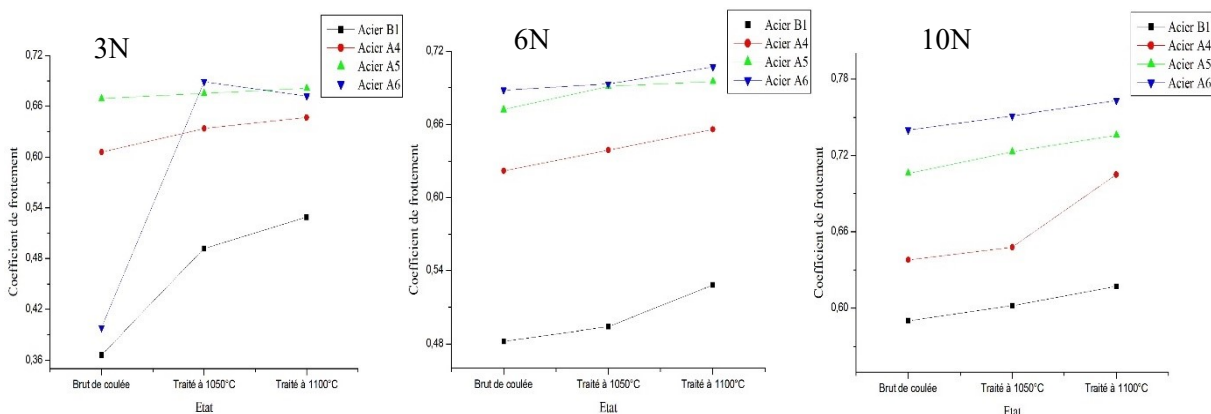 3N
Acier B1
Acier A4
Acier A5
Acier A6
0,72
0,66
0,60
0,54
0,48
0,42
0,36
Coefficient de frottement
Brut de coulée
Traité à 1050°C
Traité à 1100°C
Etat
6N
Acier B1
Acier A4
Acier A5
Acier A6
0,72
0,66
0,60
0,54
0,48
Coefficient de frottement
Brut de coulée
Traité à 1050°C
Traité à 1100°C
Etat
10N
Acier B1
Acier A4
Acier A5
Acier A6
0,78
0,72
0,66
0,60
Coefficient de frottement
Brut de coulée
Traité à 1050°C
Traité à 1100°C
Etat